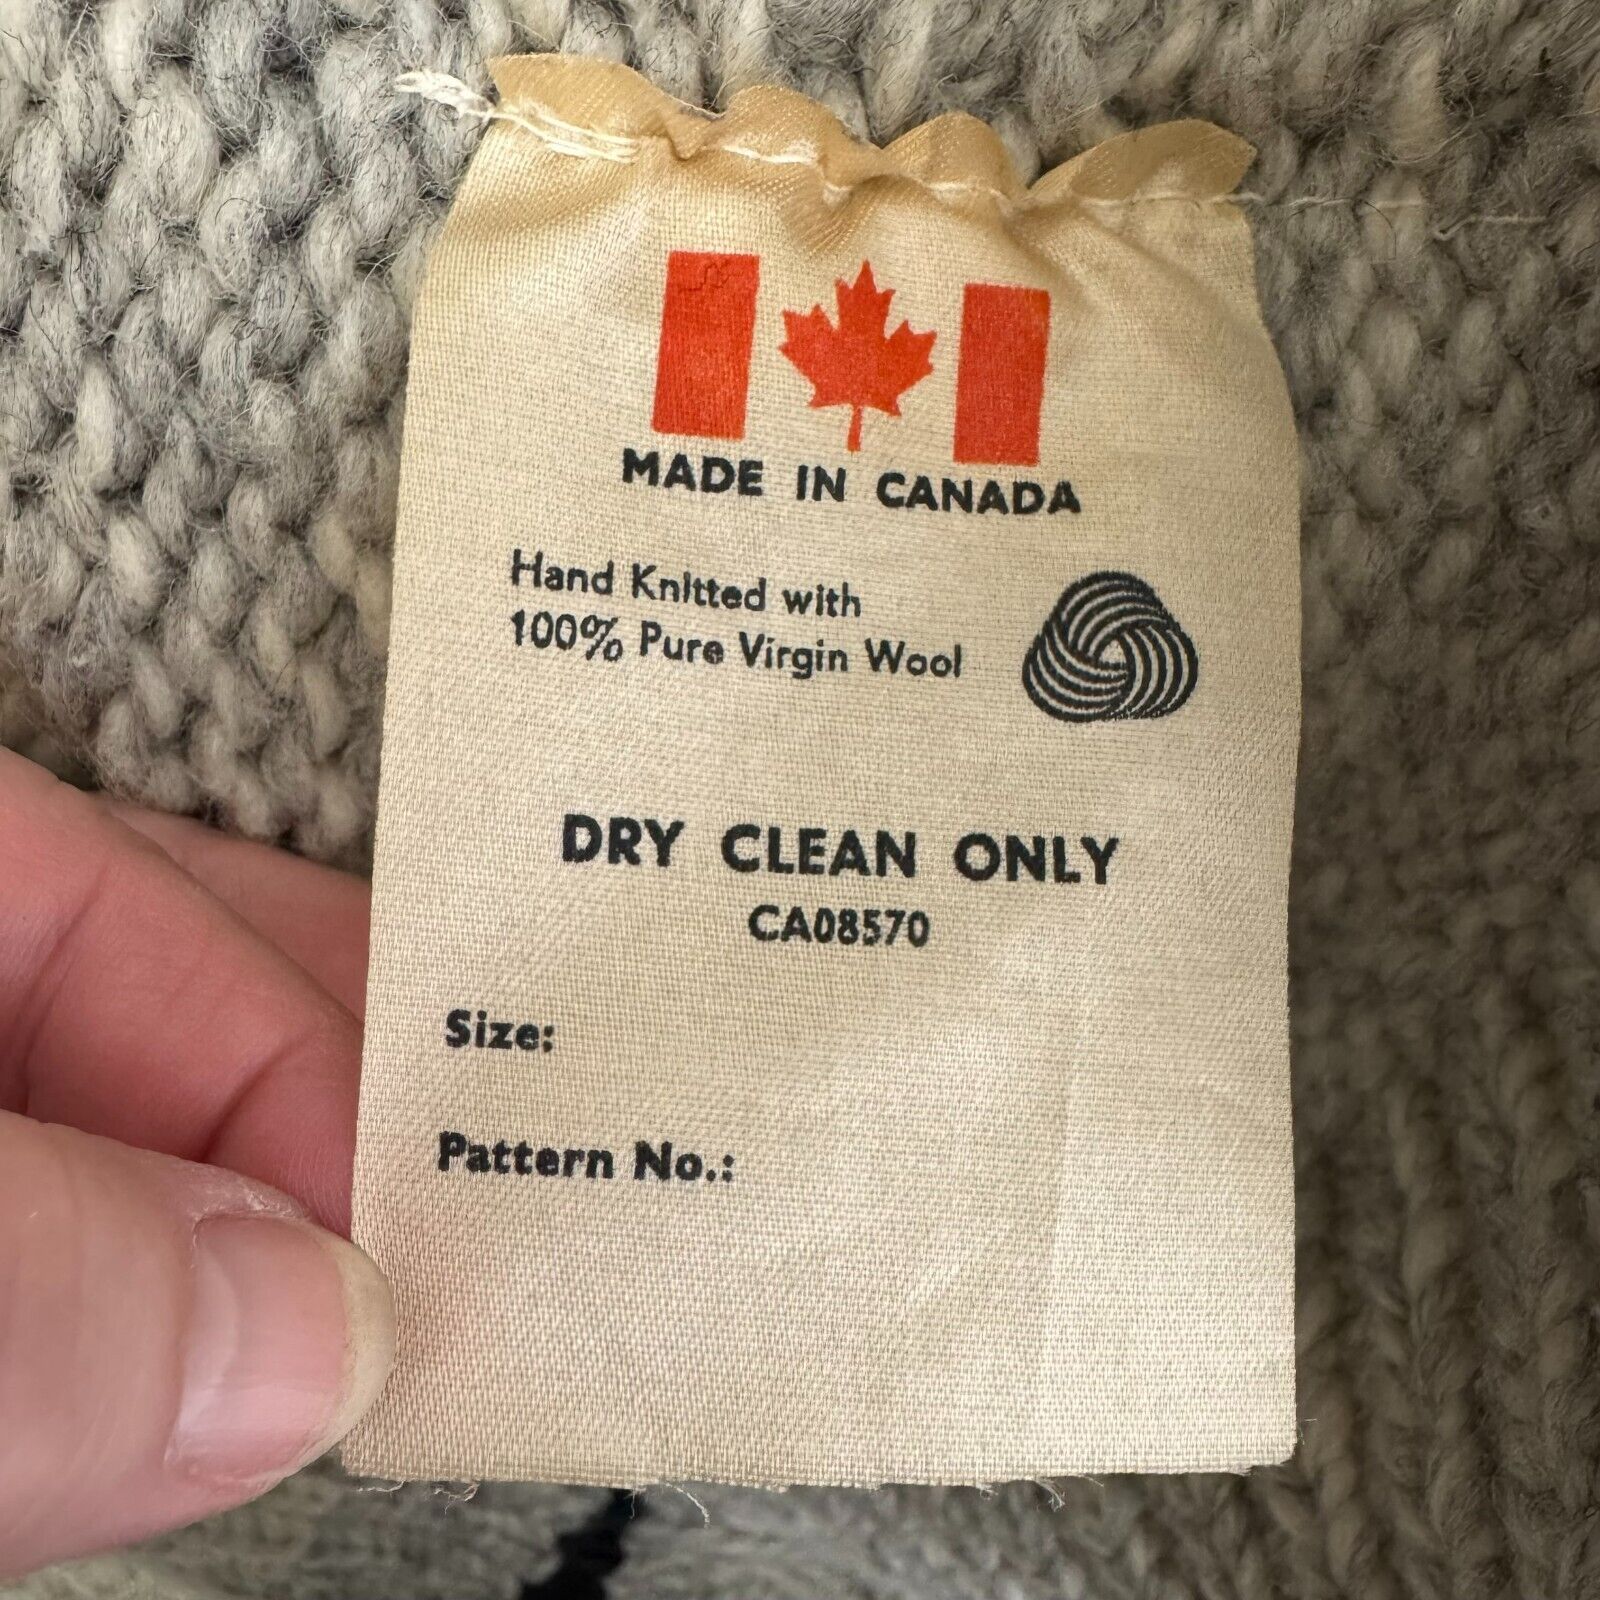 MADE IN CANADA
Hand Knitted with
100% Pure Virgin Wool
DRY CLEAN ONLY
CA08570
Size:
Pattern No.: